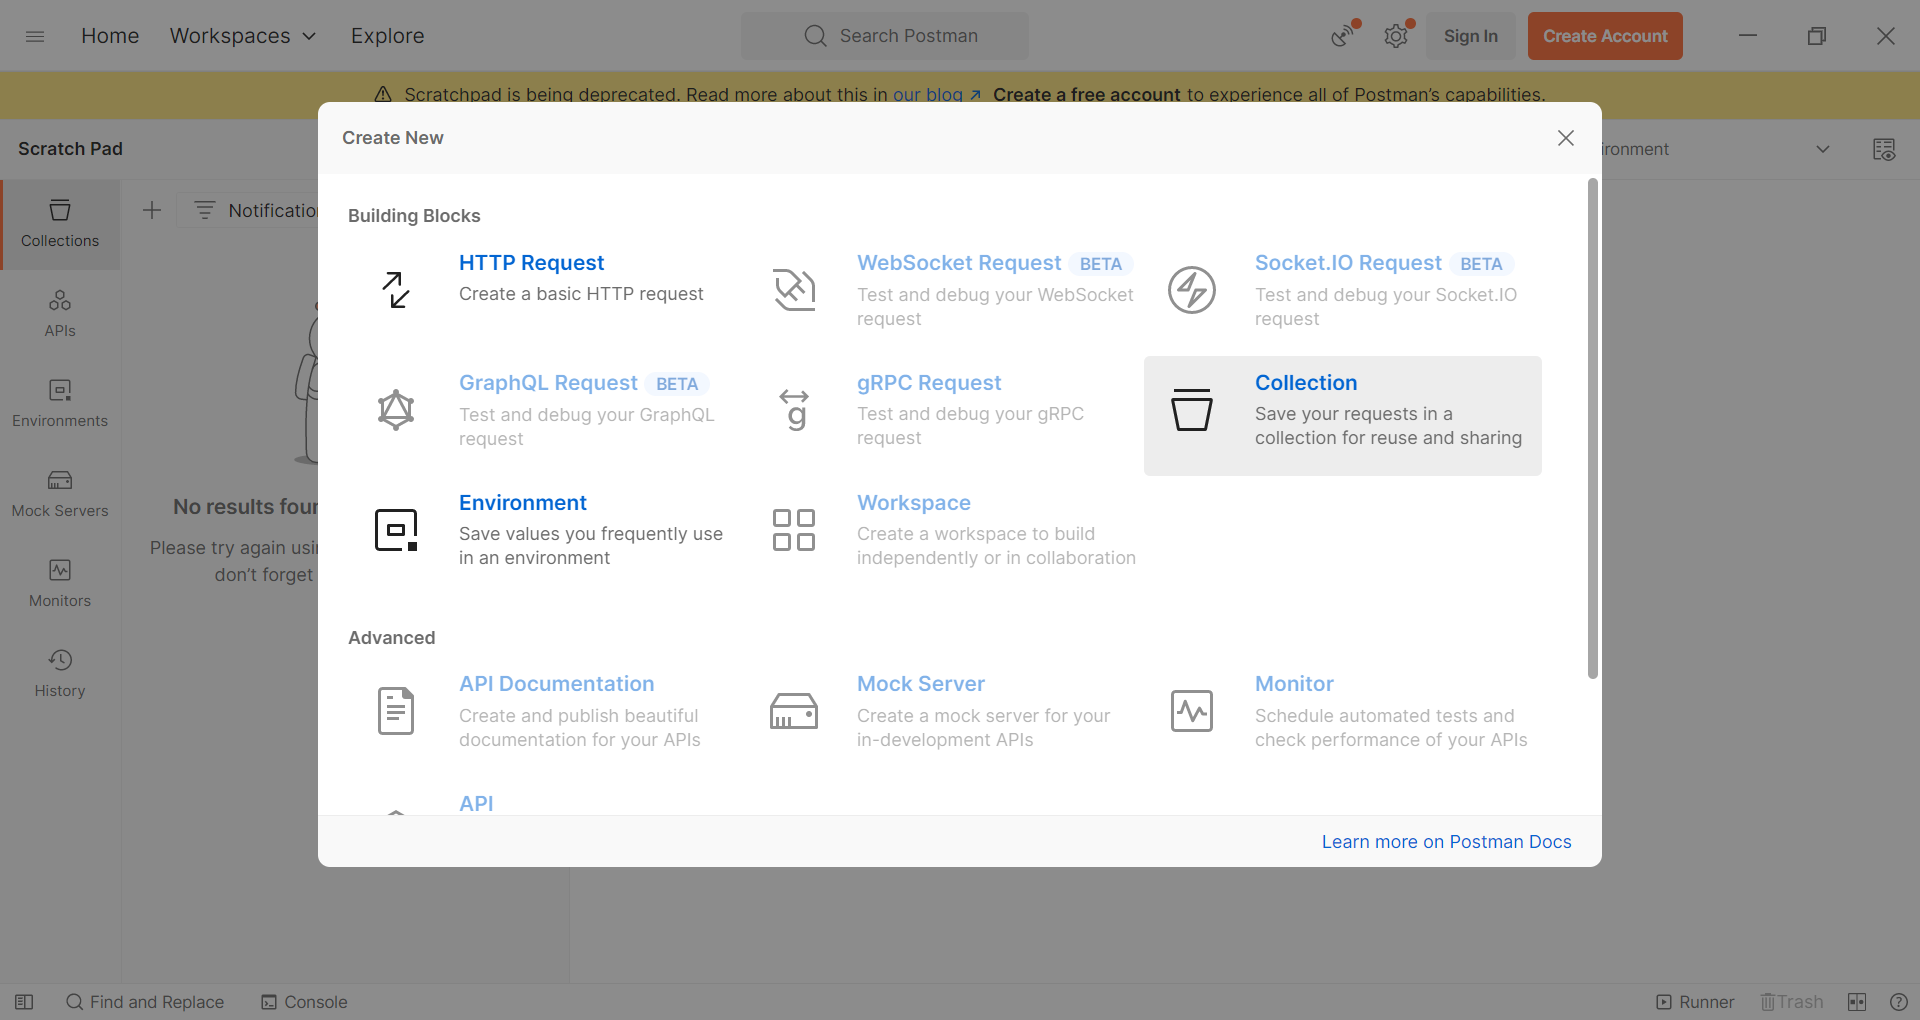 Home Workspaces Explore Search Postman Sign In Create Account
Scratchpad is being deprecated. Read more about this in our blog ↗ Create a free account to experience all of Postman's capabilities.
Scratch Pad
ironment
Collections
APIs
Environments
Mock Servers
Monitors
History
Notificatio
No results four
Please try again usi
don't forget
Create New
Building Blocks
HTTP Request
Create a basic HTTP request
WebSocket Request BETA
Test and debug your WebSocket
request
Socket.IO Request BETA
Test and debug your Socket.IO
request
GraphQL Request BETA
Test and debug your GraphQL
request
gRPC Request
Test and debug your gRPC
request
Collection
Save your requests in a
collection for reuse and sharing
Environment
Save values you frequently use
in an environment
Workspace
Create a workspace to build
independently or in collaboration
Advanced
API Documentation
Create and publish beautiful
documentation for your APIs
Mock Server
Create a mock server for your
in-development APIs
Monitor
Schedule automated tests and
check performance of your APIs
API
Learn more on Postman Docs
Find and Replace Console Runner Trash